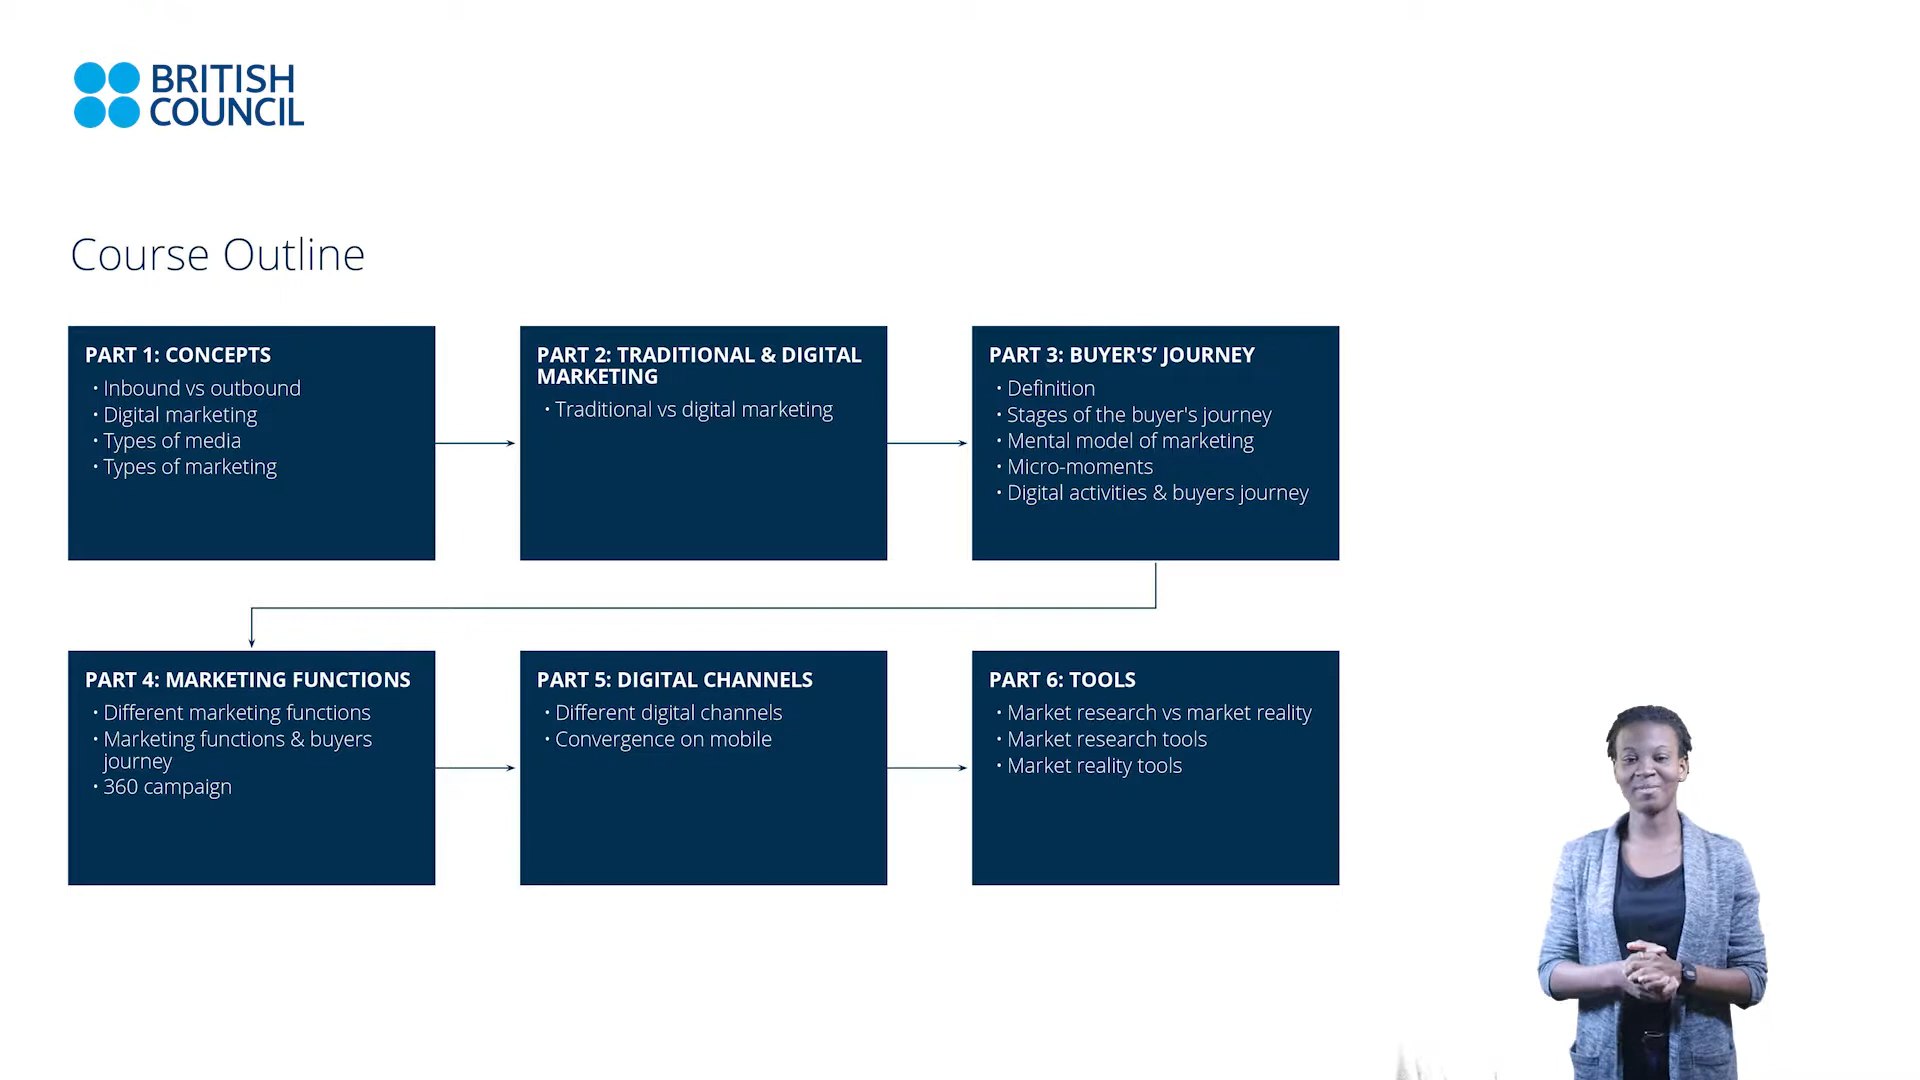 BRITISH
COUNCIL
Course Outline
PART 1: CONCEPTS
• Inbound vs outbound
• Digital marketing
• Types of media
• Types of marketing
PART 2: TRADITIONAL & DIGITAL
MARKETING
• Traditional vs digital marketing
PART 3: BUYER'S’ JOURNEY
• Definition
• Stages of the buyer's journey
• Mental model of marketing
• Micro-moments
• Digital activities & buyers journey
PART 4: MARKETING FUNCTIONS
• Different marketing functions
• Marketing functions & buyers
journey
• 360 campaign
PART 5: DIGITAL CHANNELS
• Different digital channels
• Convergence on mobile
PART 6: TOOLS
• Market research vs market reality
• Market research tools
• Market reality tools